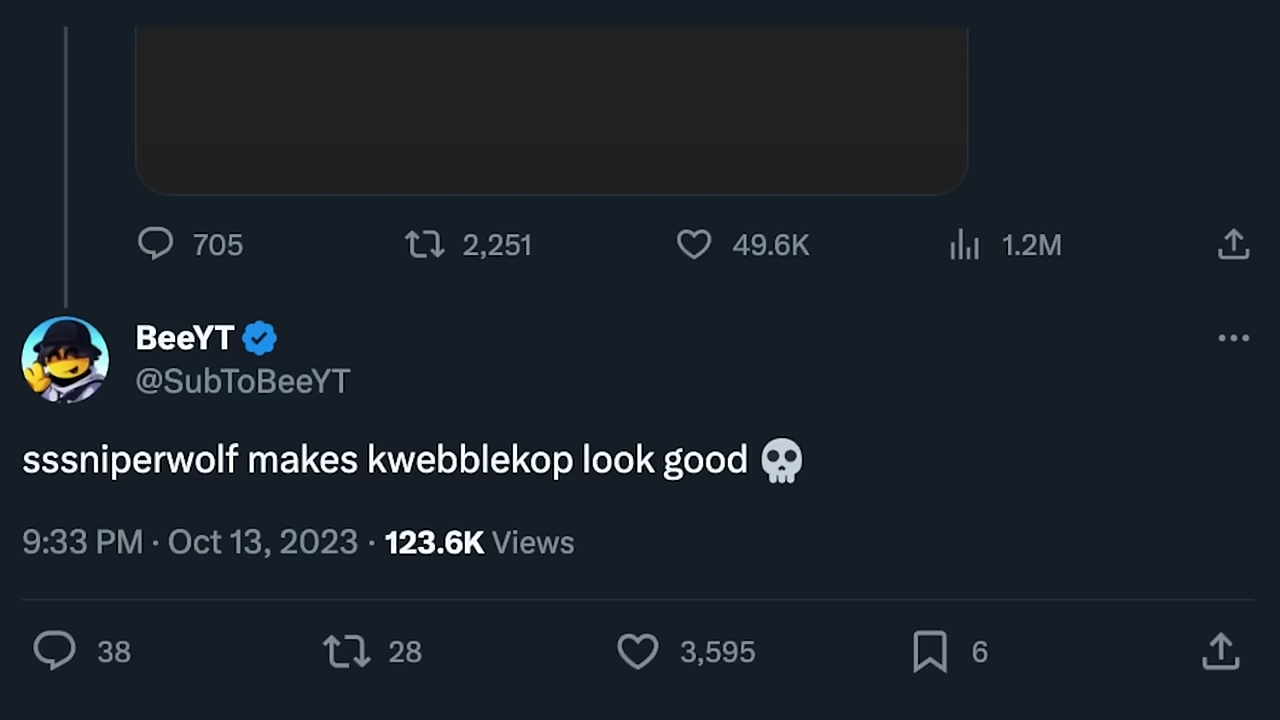 705 2,251 49.6K 1.2M
BeeYT
@SubToBeeYT
sssniperwolf makes kwebblekop look good 💀
9:33 PM · Oct 13, 2023 · 123.6K Views
38 28 3,595 6